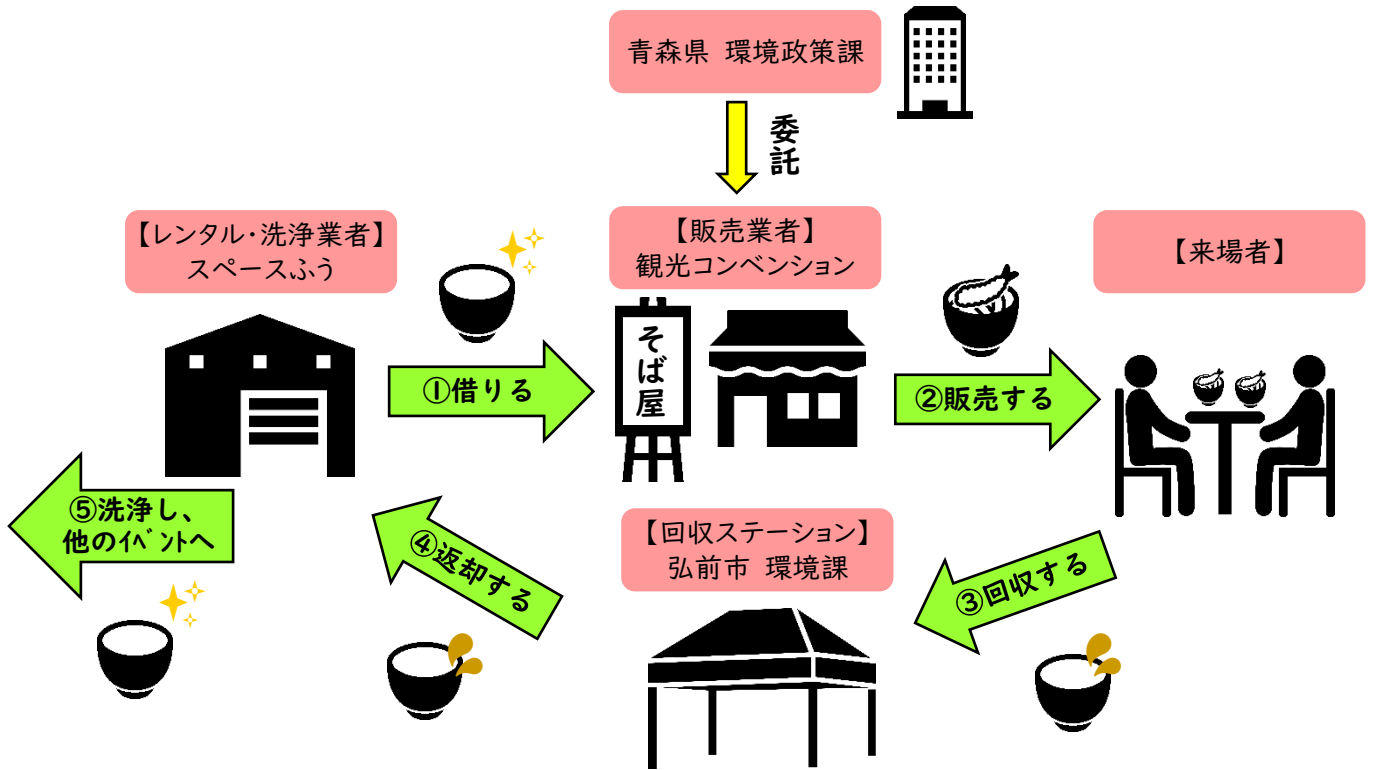 青森県 環境政策課
委託
【レンタル・洗浄業者】
スペースふう
【販売業者】
観光コンベンション
【来場者】
①借りる
そば屋
②販売する
⑤洗浄し、
他のｲﾍﾞﾝﾄへ
④返却する
【回収ステーション】
弘前市 環境課
③回収する